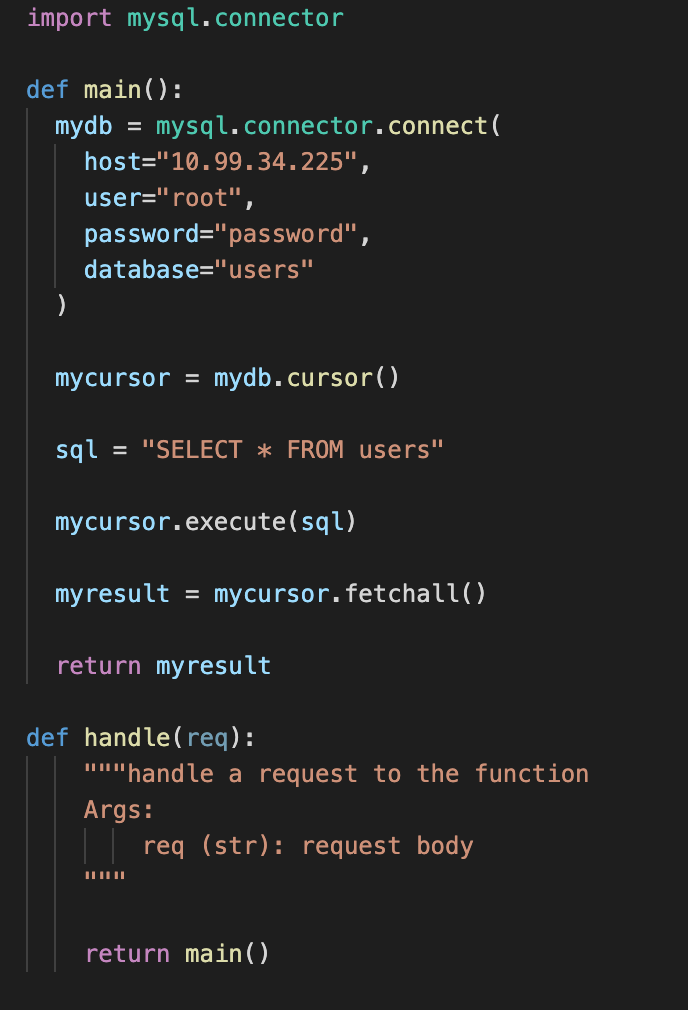 import mysql.connector
def main():
  mydb = mysql.connector.connect(
    host="10.99.34.225",
    user="root",
    password="password",
    database="users"
  )
  mycursor = mydb.cursor()
  sql = "SELECT * FROM users"
  mycursor.execute(sql)
  myresult = mycursor.fetchall()
  return myresult
def handle(req):
    """handle a request to the function
    Args:
        req (str): request body
    """
    return main()